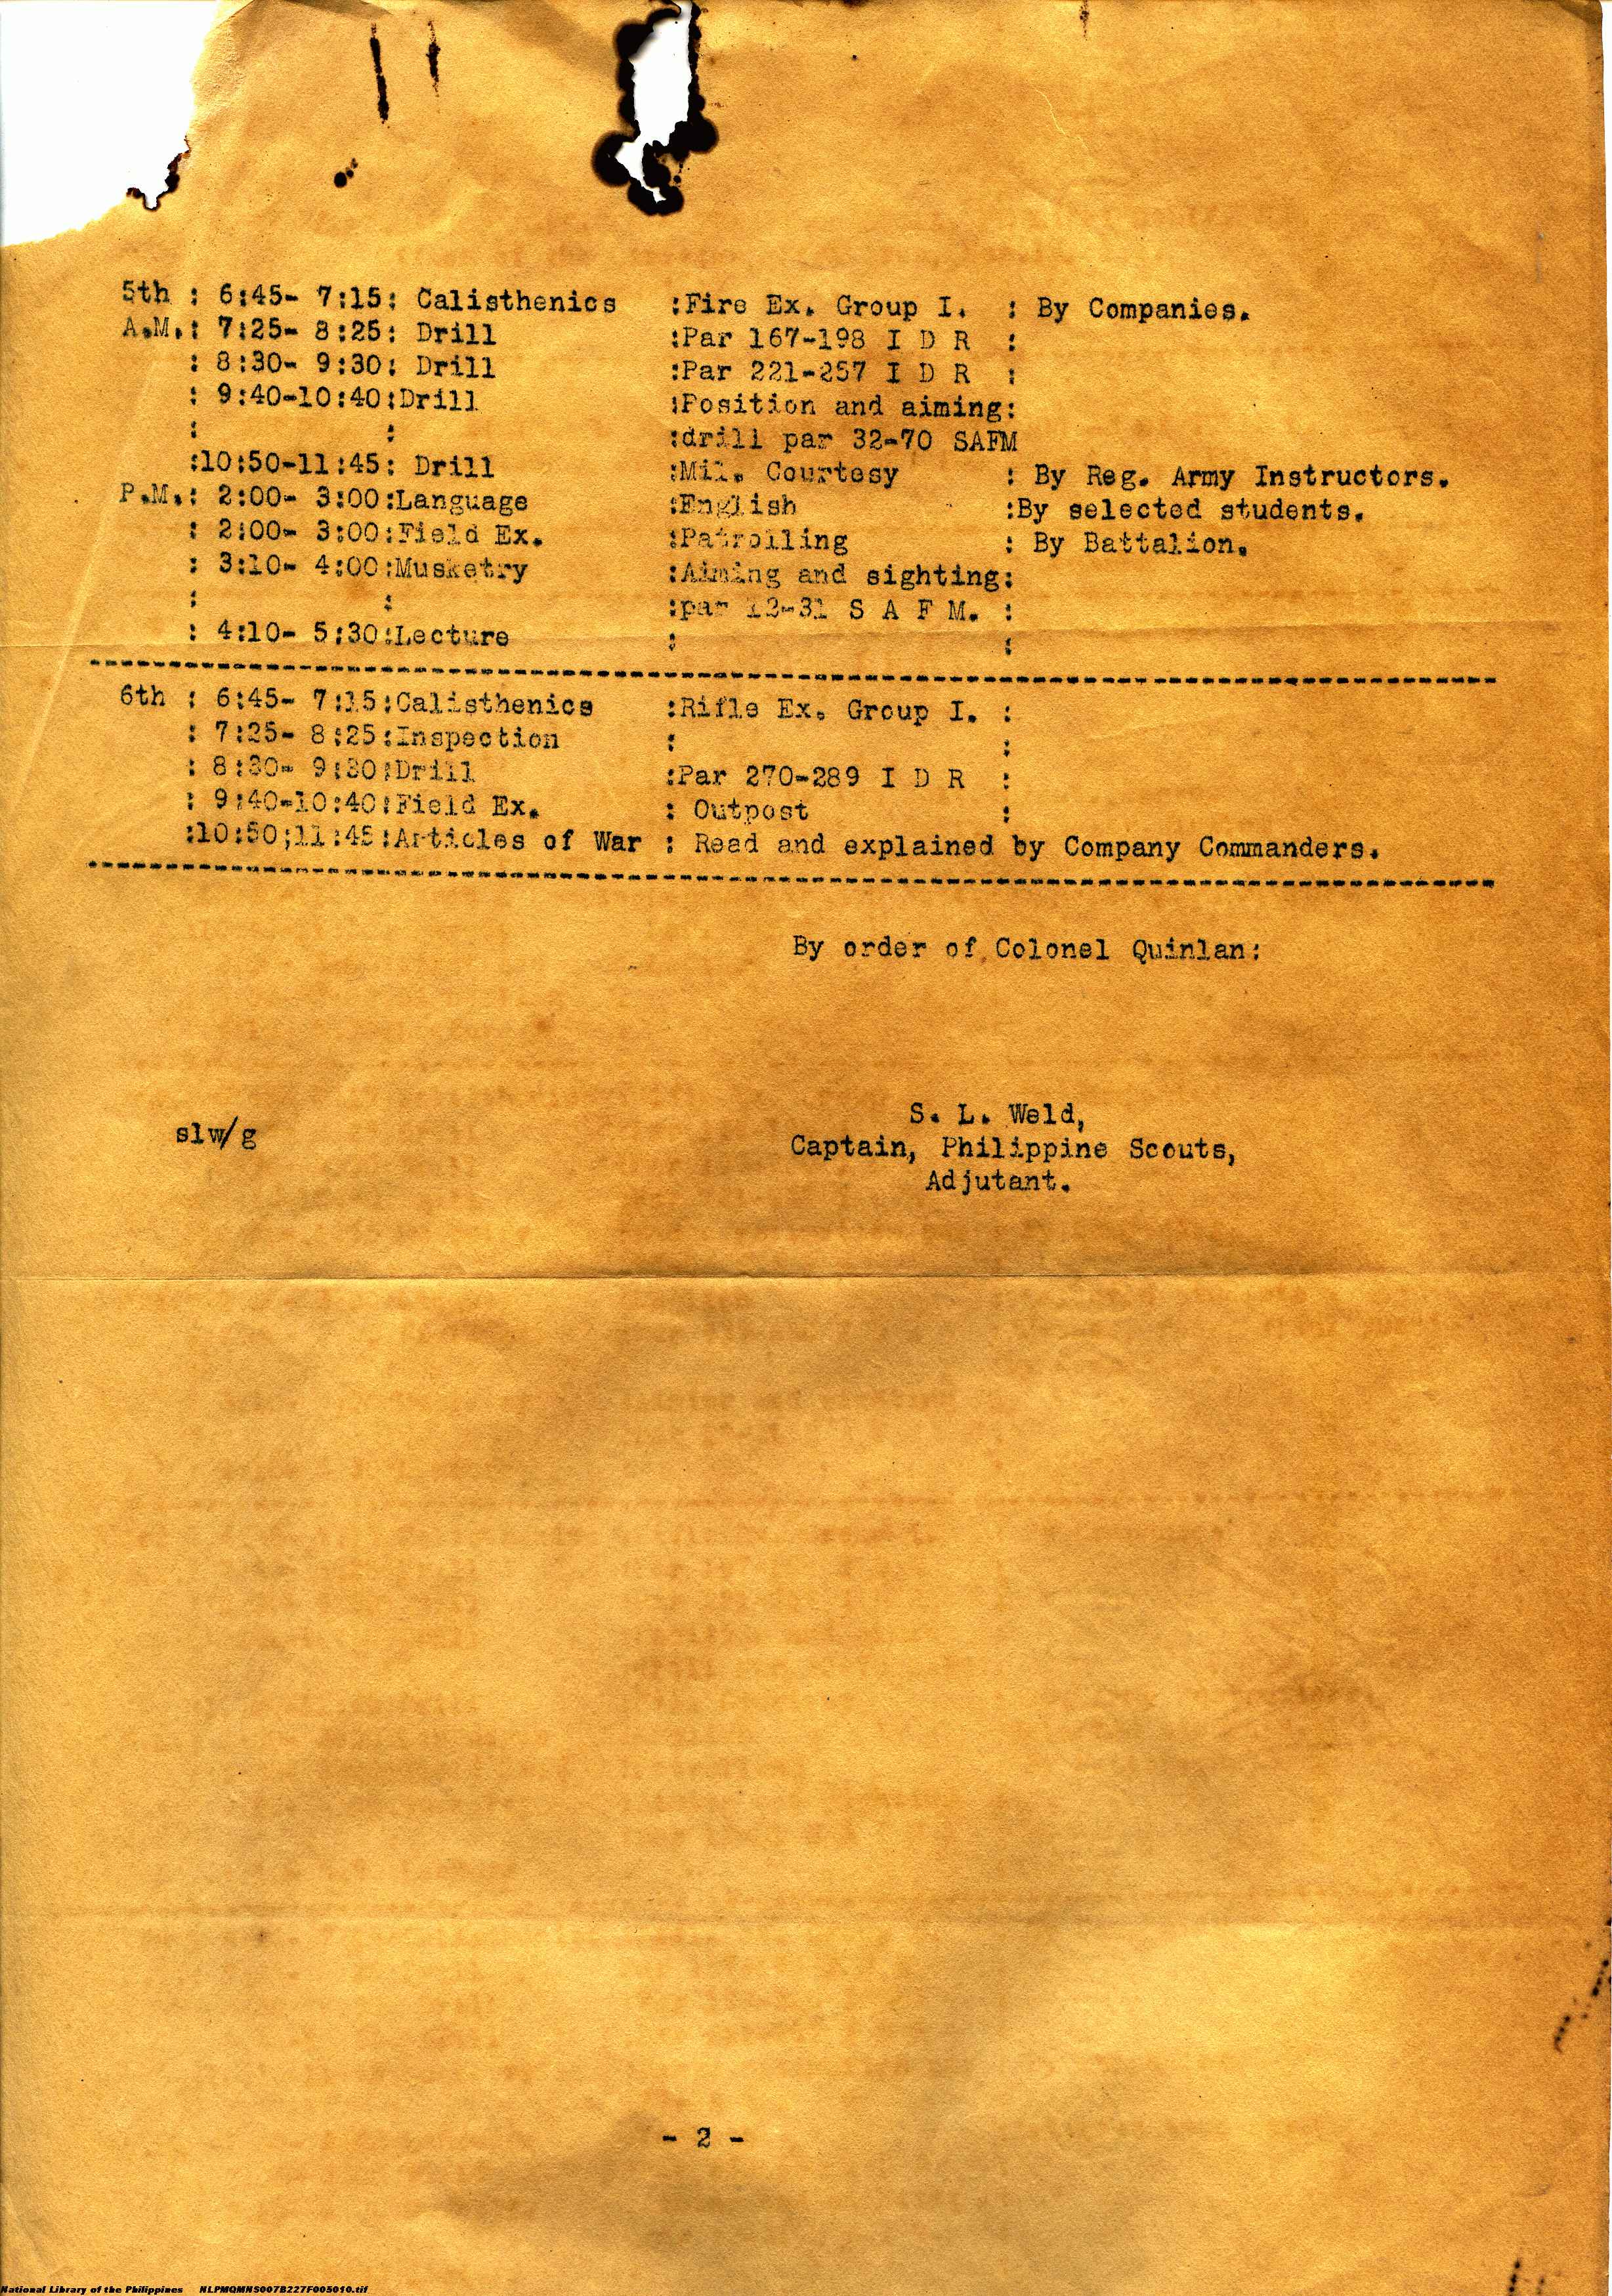 5th : 6:45- 7:15: Calisthenics :Fire Ex. Group I. : By Companies.
A.M.: 7:25- 8:25: Drill :Par 167-198 I D R :
: 8:30- 9:30: Drill :Par 221-257 I D R :
: 9:40-10:40:Drill :Position and aiming:
: : :drill par 32-70 SAFM
:10:50-11:45: Drill :Mil. Courtesy : By Reg. Army Instructors.
P.M.: 2:00- 3:00:Language :English :By selected students.
: 2:00- 3:00:Field Ex. :Patrolling : By Battalion.
: 3:10- 4:00:Musketry :Aiming and sighting:
: : :par 12-31 S A F M. :
: 4:10- 5:30:Lecture : :
6th : 6:45- 7:15:Calisthenics :Rifle Ex. Group I. :
: 7:25- 8:25:Inspection : :
: 8:30- 9:30:Drill :Par 270-289 I D R :
: 9:40-10:40:Field Ex. : Outpost :
:10:50;11:45:Articles of War : Read and explained by Company Commanders.
By order of Colonel Quinlan:
S. L. Weld,
slw/g
Captain, Philippine Scouts,
Adjutant.
- 2 -
National Library of the Philippines NLPMQMNS007B227F005010.tif